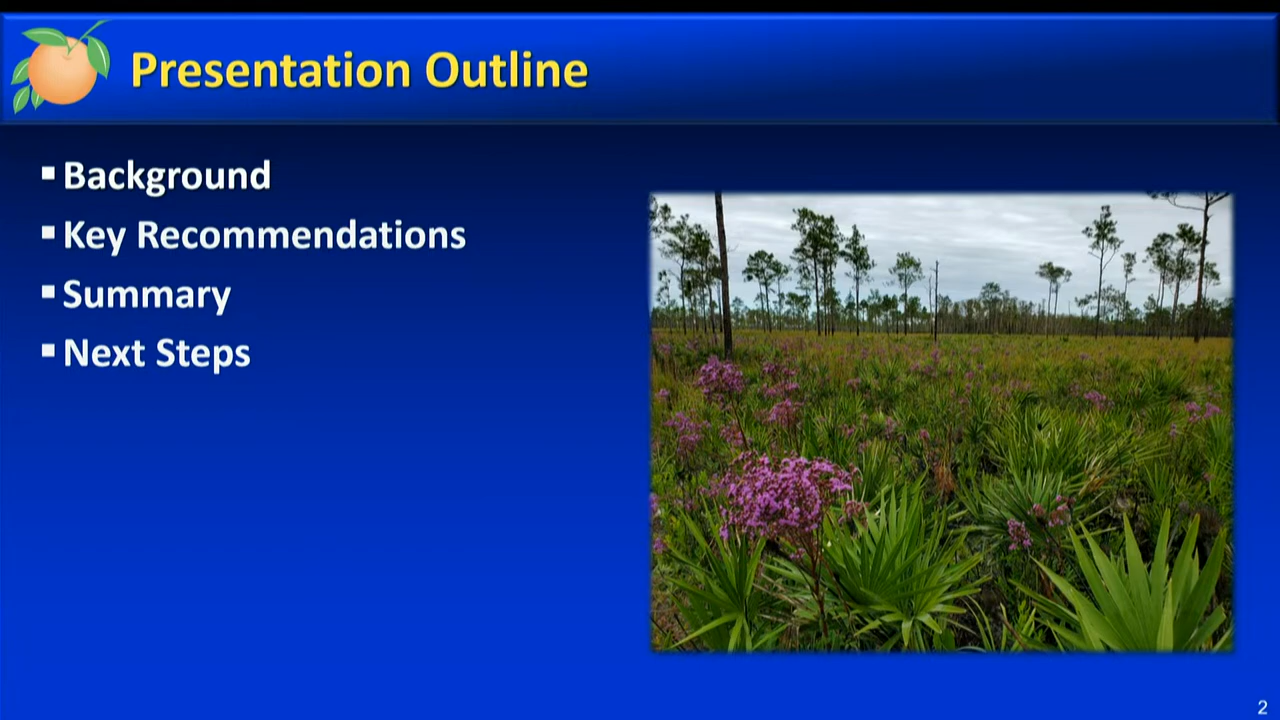 Presentation Outline
▪Background
▪Key Recommendations
▪Summary
▪Next Steps
2